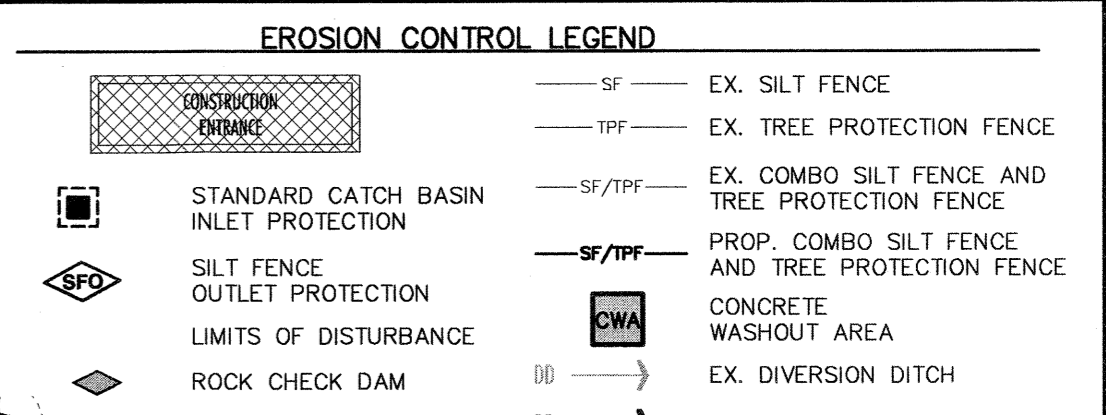 EROSION CONTROL LEGEND
CONSTRUCTION
ENTRANCE
STANDARD CATCH BASIN
INLET PROTECTION
SFO
SILT FENCE
OUTLET PROTECTION
LIMITS OF DISTURBANCE
ROCK CHECK DAM
SF EX. SILT FENCE
TPF EX. TREE PROTECTION FENCE
SF/TPF EX. COMBO SILT FENCE AND
TREE PROTECTION FENCE
SF/TPF PROP. COMBO SILT FENCE
AND TREE PROTECTION FENCE
CWA
CONCRETE
WASHOUT AREA
DD EX. DIVERSION DITCH